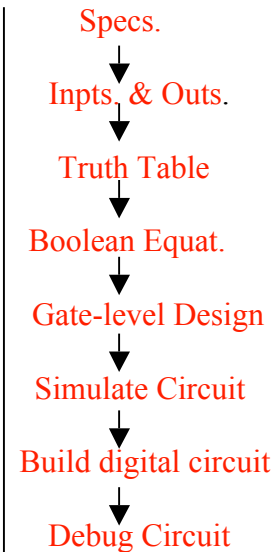 Specs.
Inpts. & Outs.
Truth Table
Boolean Equat.
Gate-level Design
Simulate Circuit
Build digital circuit
Debug Circuit